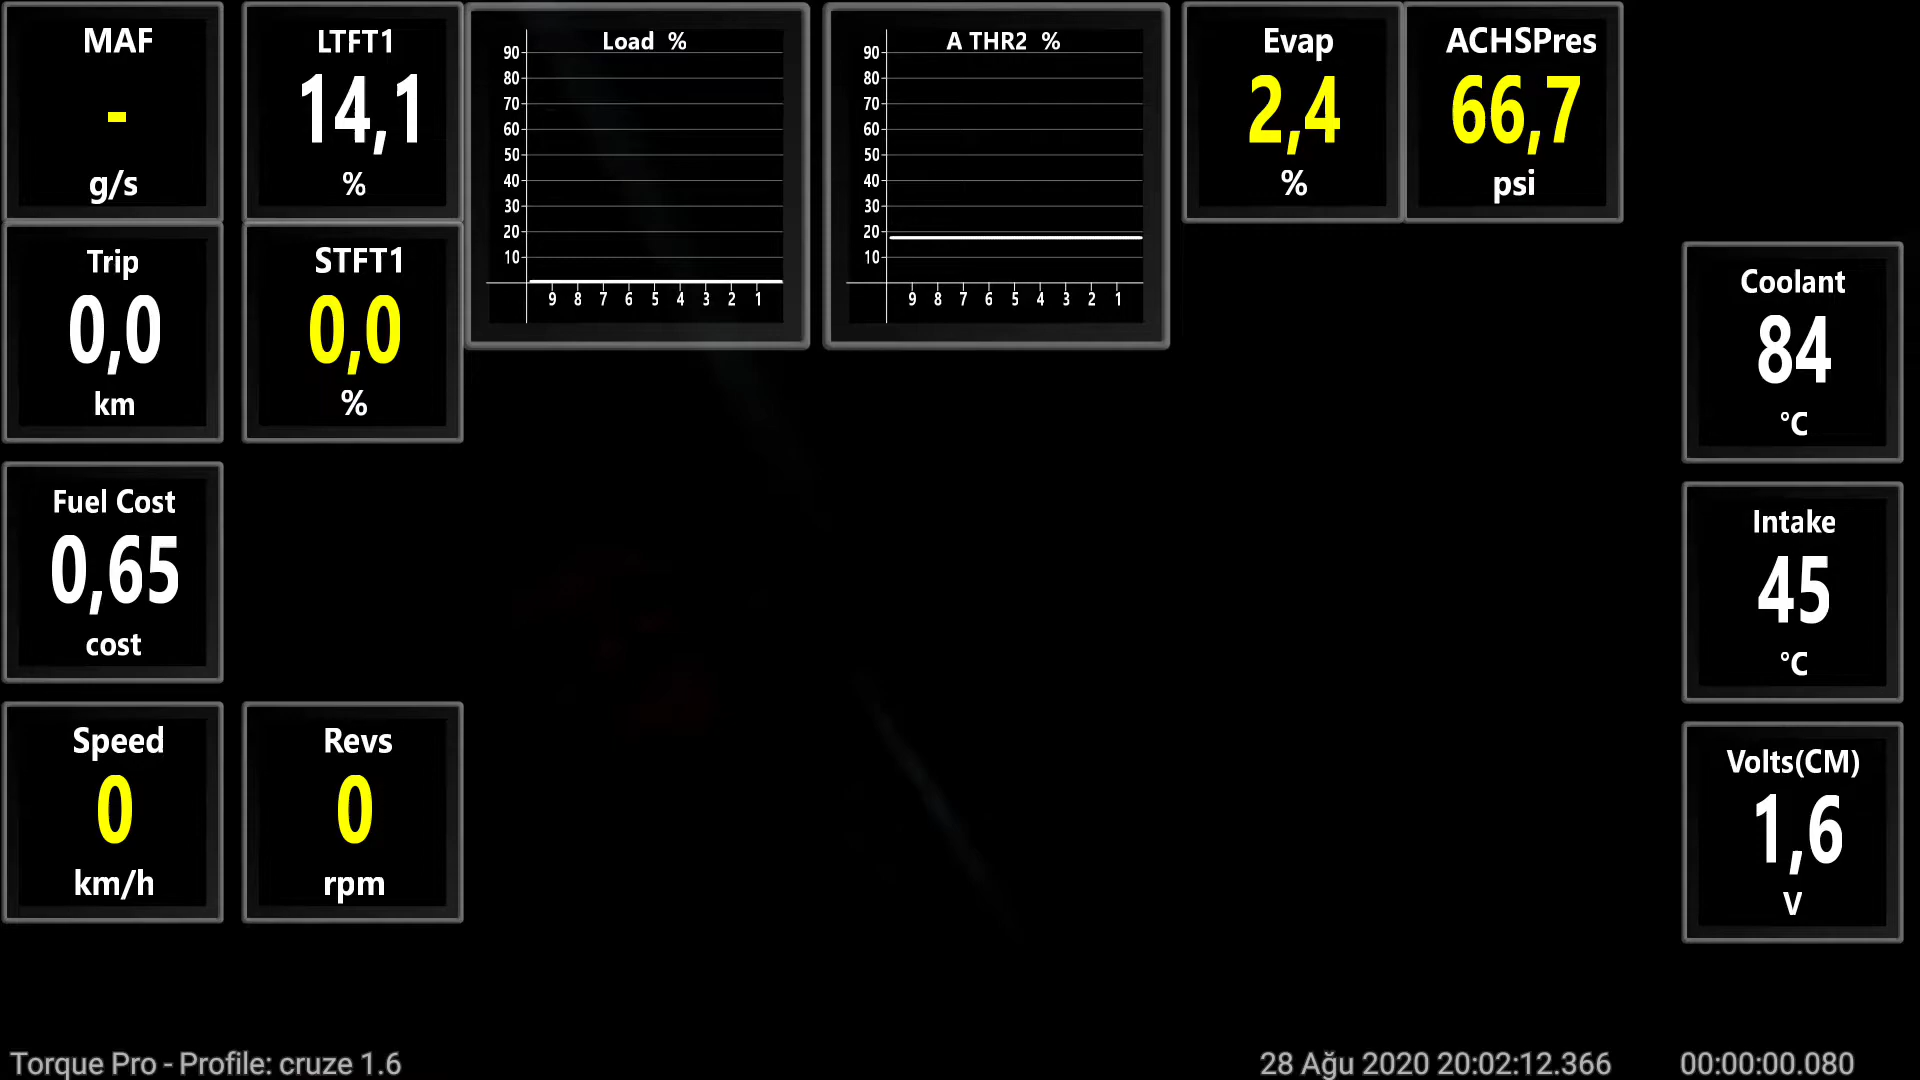 MAF
-
g/s
LTFT1
14,1
%
Load %
90
80
70
60
50
40
30
20
10
9 8 7 6 5 4 3 2 1
A THR2 %
90
80
70
60
50
40
30
20
10
9 8 7 6 5 4 3 2 1
Evap
2,4
%
ACHSPres
66,7
psi
Trip
0,0
km
STFT1
0,0
%
Coolant
84
°C
Fuel Cost
0,65
cost
Intake
45
°C
Speed
0
km/h
Revs
0
rpm
Volts(CM)
1,6
V
Torque Pro - Profile: cruze 1.6
28 Ağu 2020 20:02:12.366
00:00:00.080